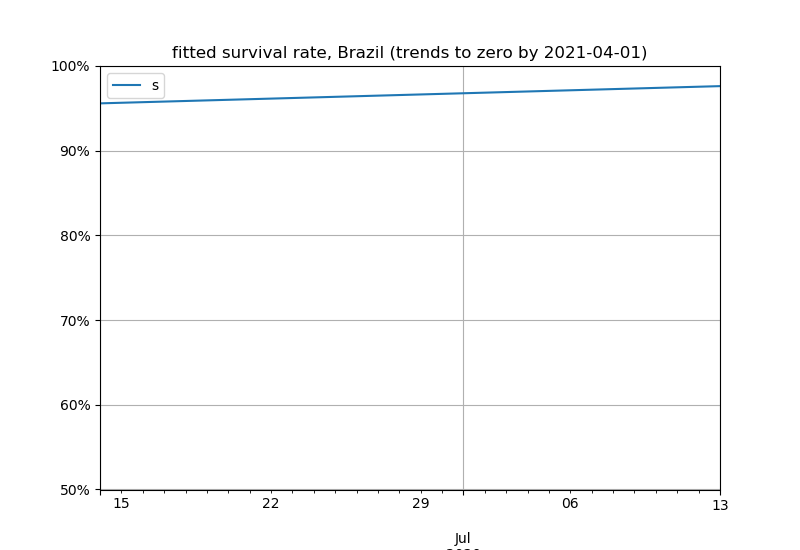 fitted survival rate, Brazil (trends to zero by 2021-04-01)
100%
s
90%
80%
70%
60%
50%
15 22 29 06 13
Jul